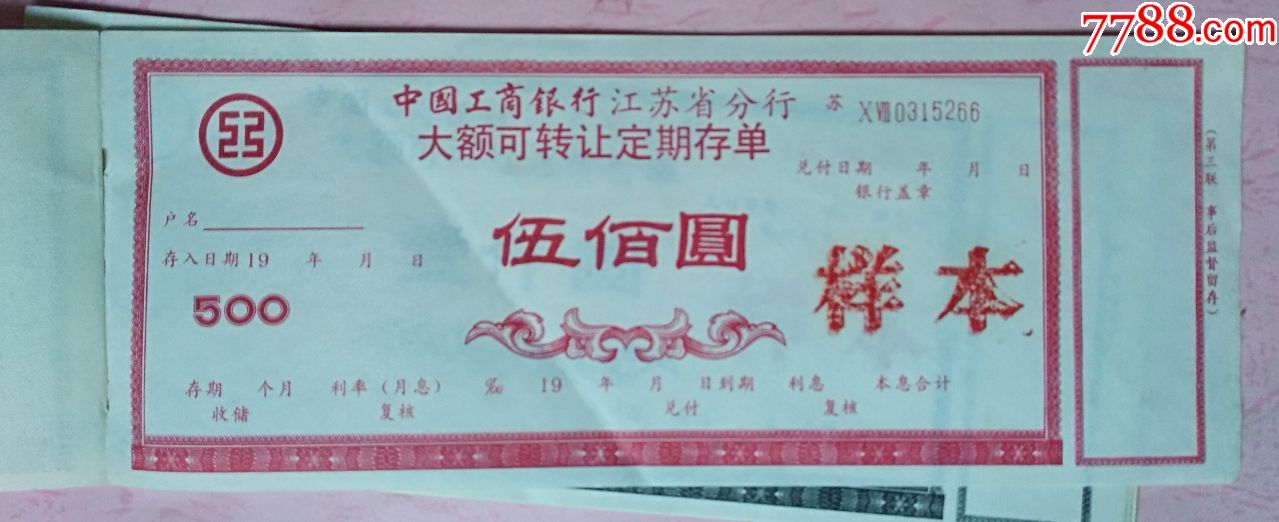 7788.com
中國工商银行江苏省分行
苏 XⅧ0315266
大额可转让定期存单
兑付日期 年 月 日
银行盖章
户名
伍佰圓
存入日期19 年 月 日
样本
500
存期 个月 利率(月息) ‰ 19 年 月 日到期 利息 本息合计
收储 复核 兑付 复核
(第三联 事后监督留存)